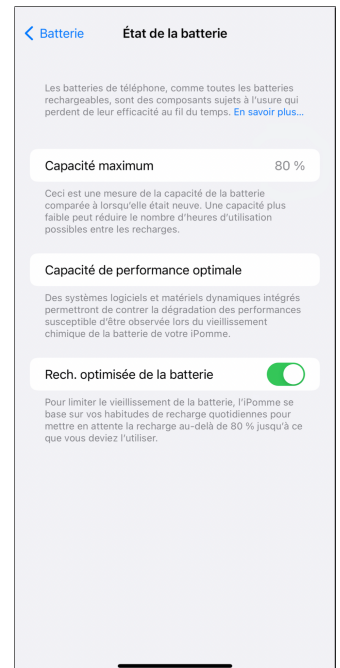 Batterie
État de la batterie
Les batteries de téléphone, comme toutes les batteries
rechargeables, sont des composants sujets à l'usure qui
perdent de leur efficacité au fil du temps. En savoir plus...
Capacité maximum
80 %
Ceci est une mesure de la capacité de la batterie
comparée à lorsqu'elle était neuve. Une capacité plus
faible peut réduire le nombre d'heures d'utilisation
possibles entre les recharges.
Capacité de performance optimale
Des systèmes logiciels et matériels dynamiques intégrés
permettront de contrer la dégradation des performances
susceptible d'être observée lors du vieillissement
chimique de la batterie de votre iPomme.
Rech. optimisée de la batterie
Pour limiter le vieillissement de la batterie, l'iPomme se
base sur vos habitudes de recharge quotidiennes pour
mettre en attente la recharge au-delà de 80 % jusqu'à ce
que vous deviez l'utiliser.